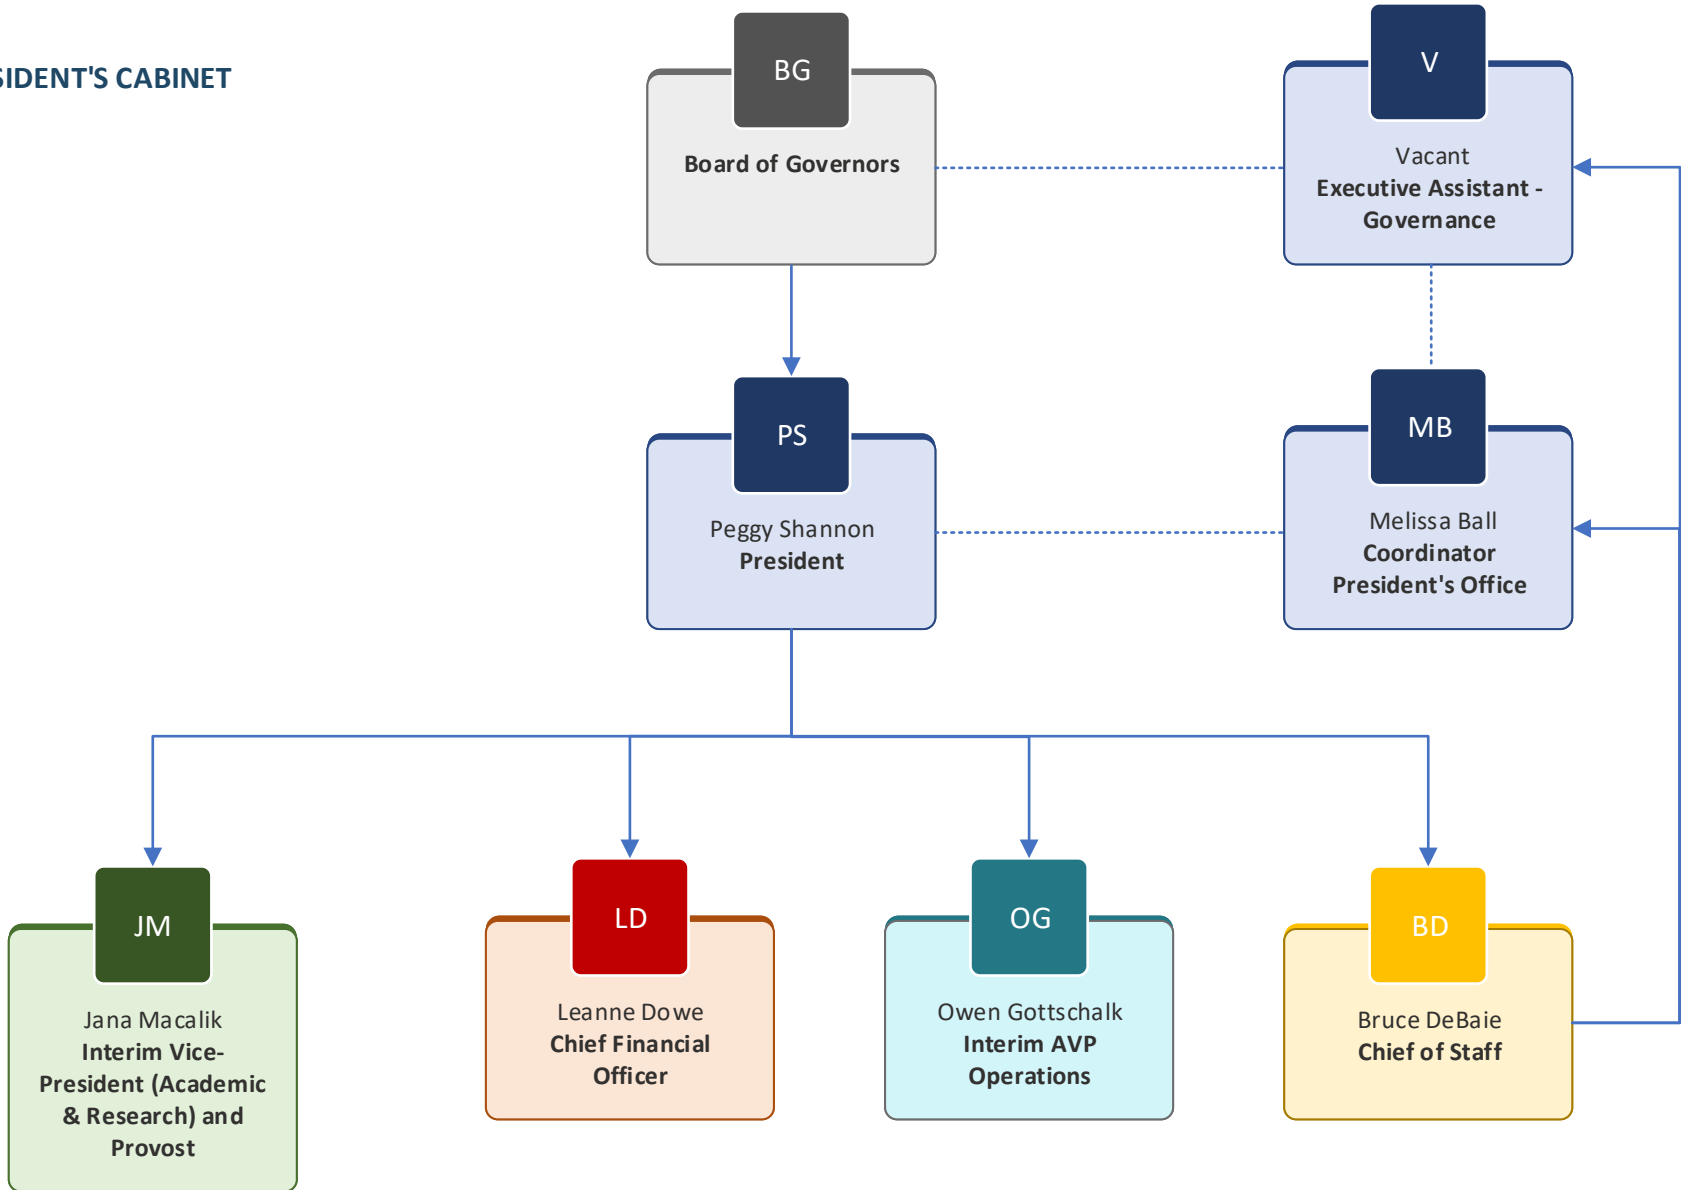 SIDENT'S CABINET
BG
Board of Governors
V
Vacant
Executive Assistant -
Governance
PS
Peggy Shannon
President
MB
Melissa Ball
Coordinator
President's Office
JM
Jana Macalik
Interim Vice-
President (Academic
& Research) and
Provost
LD
Leanne Dowe
Chief Financial
Officer
OG
Owen Gottschalk
Interim AVP
Operations
BD
Bruce DeBaie
Chief of Staff